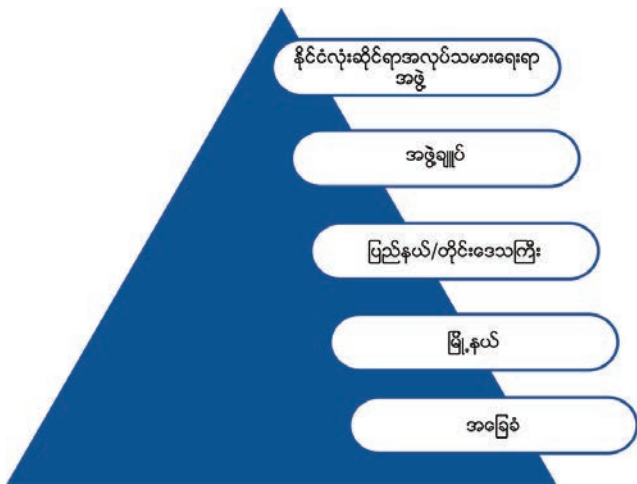 နိုင်ငံလုံးဆိုင်ရာအလုပ်သမားရေးရာ
အဖွဲ့
အဖွဲ့ချုပ်
ပြည်နယ်/တိုင်းဒေသကြီး
မြို့နယ်
အခြေခံ